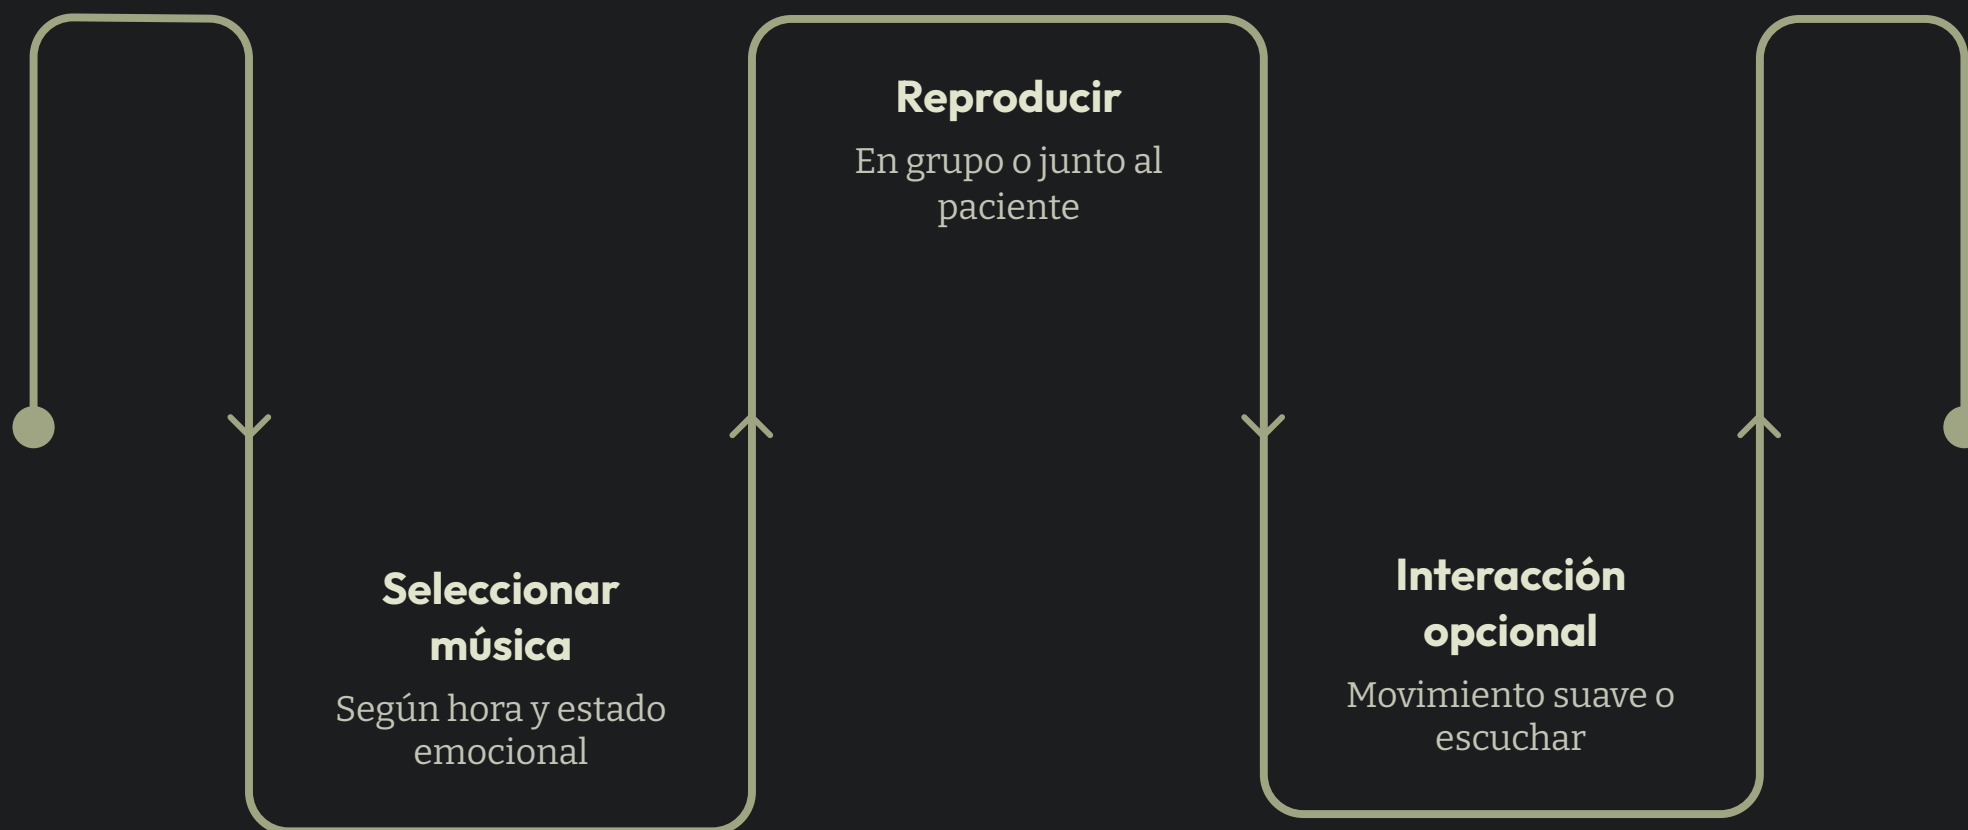 Seleccionar
música
Según hora y estado
emocional
Reproducir
En grupo o junto al
paciente
Interacción
opcional
Movimiento suave o
escuchar